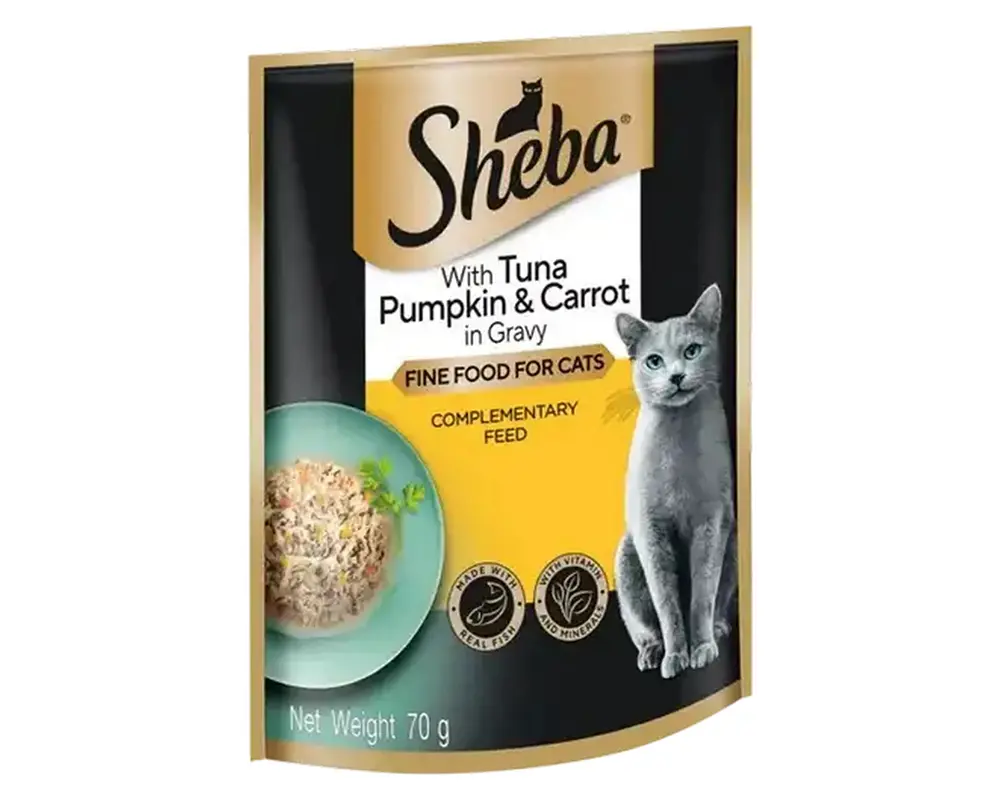 Sheba®
With Tuna
Pumpkin & Carrot
in Gravy
FINE FOOD FOR CATS
COMPLEMENTARY
FEED
MADE WITH
REAL FISH
WITH VITAMIN
AND MINERALS
Net Weight 70 g